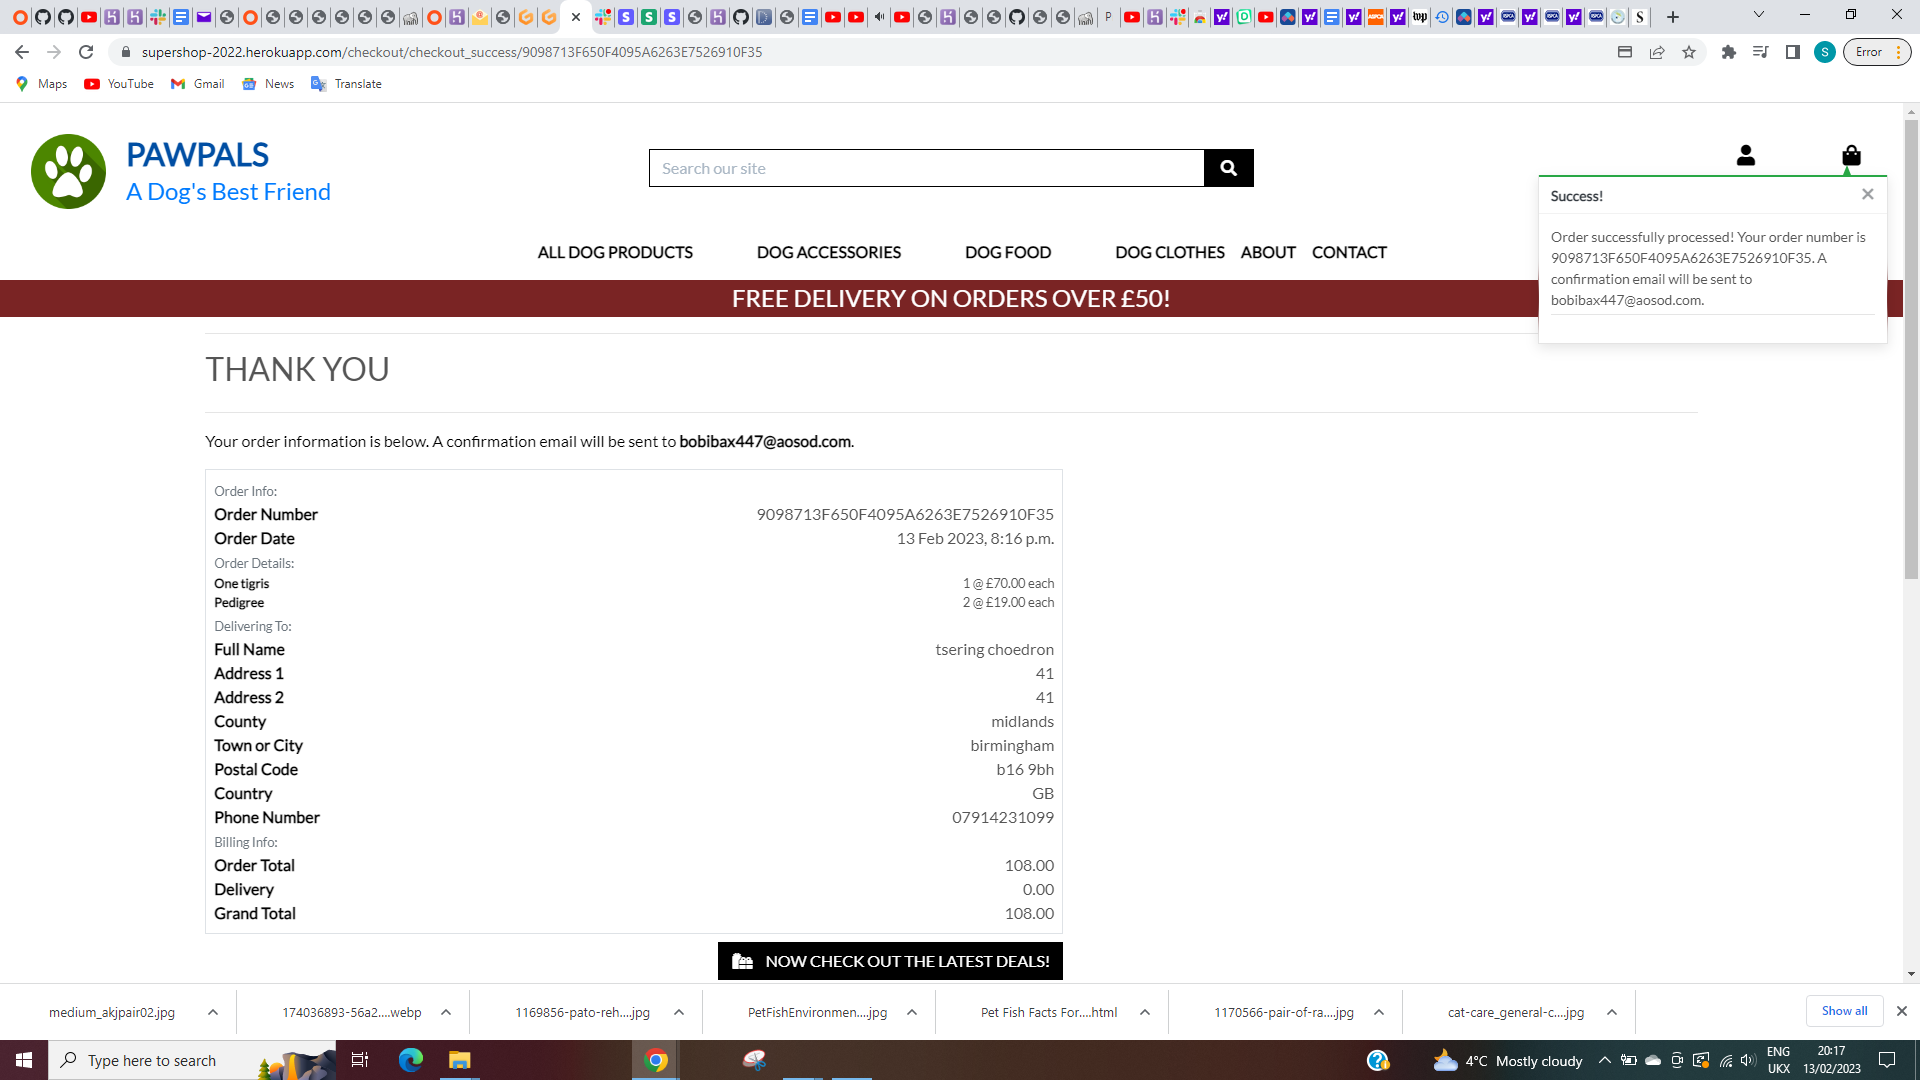 supershop-2022.herokuapp.com/checkout/checkout_success/9098713F650F4095A6263E7526910F35
S
Error
Maps
YouTube
Gmail
News
Translate
PAWPALS
A Dog's Best Friend
Search our site
Success!
Order successfully processed! Your order number is
9098713F650F4095A6263E7526910F35. A
confirmation email will be sent to
bobibax447@aosod.com.
ALL DOG PRODUCTS
DOG ACCESSORIES
DOG FOOD
DOG CLOTHES
ABOUT
CONTACT
FREE DELIVERY ON ORDERS OVER £50!
THANK YOU
Your order information is below. A confirmation email will be sent to bobibax447@aosod.com.
Order Info:
Order Number 9098713F650F4095A6263E7526910F35
Order Date 13 Feb 2023, 8:16 p.m.
Order Details:
One tigris 1 @ £70.00 each
Pedigree 2 @ £19.00 each
Delivering To:
Full Name tsering choedron
Address 1 41
Address 2 41
County midlands
Town or City birmingham
Postal Code b16 9bh
Country GB
Phone Number 07914231099
Billing Info:
Order Total 108.00
Delivery 0.00
Grand Total 108.00
NOW CHECK OUT THE LATEST DEALS!
medium_akjpair02.jpg
174036893-56a2....webp
1169856-pato-reh....jpg
PetFishEnvironmen....jpg
Pet Fish Facts For....html
1170566-pair-of-ra....jpg
cat-care_general-c....jpg
Show all
Type here to search
4°C Mostly cloudy
ENG
UKX
20:17
13/02/2023